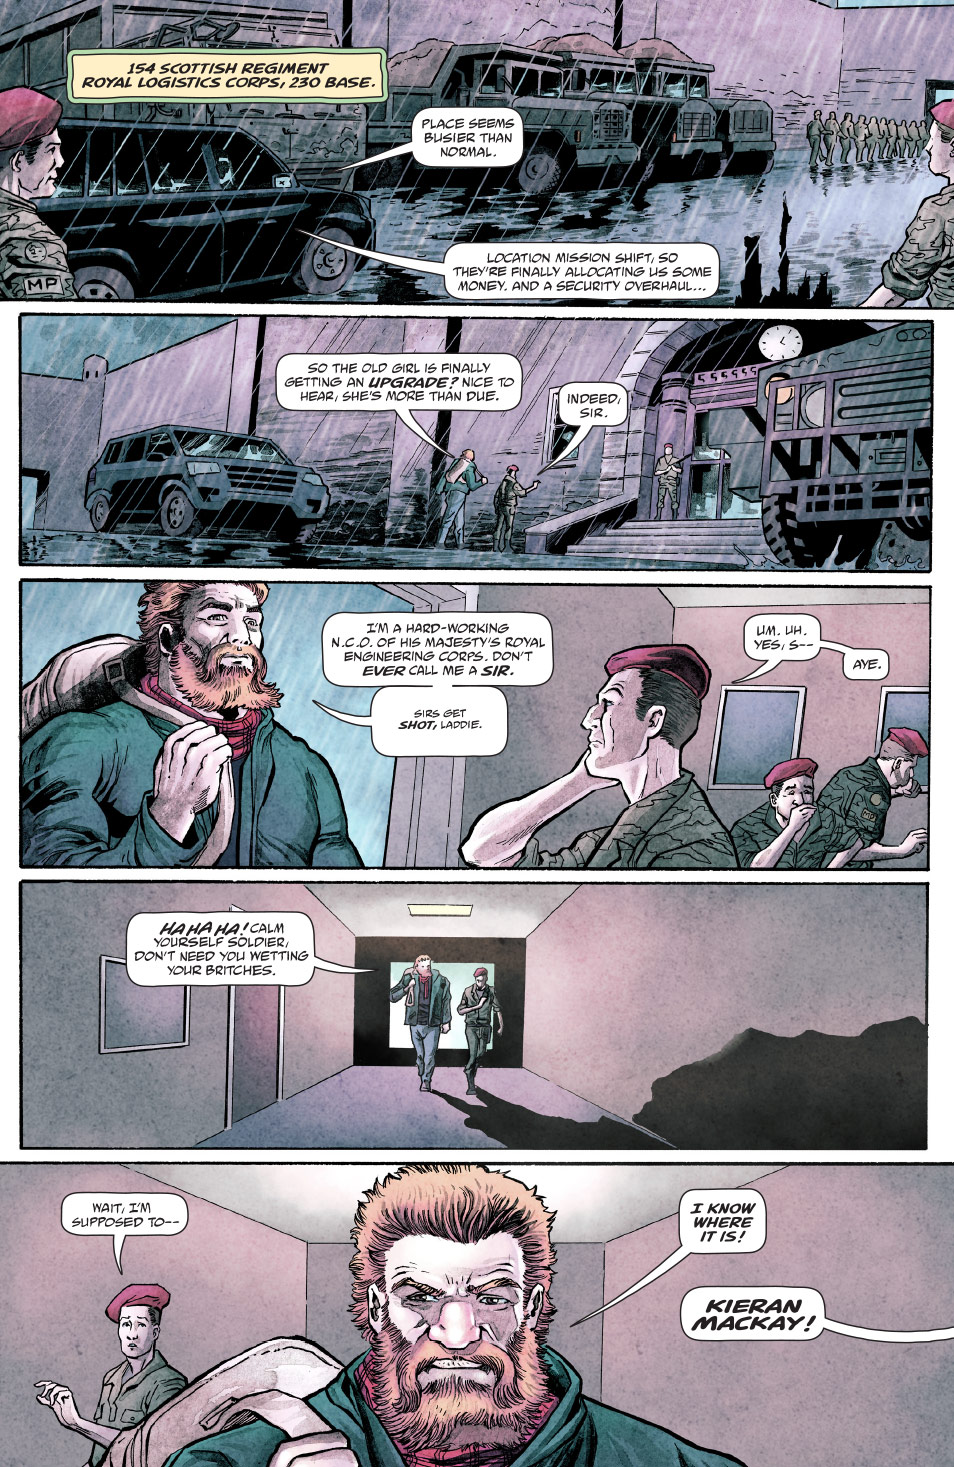 154 SCOTTISH REGIMENT
ROYAL LOGISTICS CORPS, 230 BASE.
PLACE SEEMS
BUSIER THAN
NORMAL.
MP
LOCATION MISSION SHIFT, SO
THEY'RE FINALLY ALLOCATING US SOME
MONEY. AND A SECURITY OVERHAUL...
SO THE OLD GIRL IS FINALLY
GETTING AN UPGRADE? NICE TO
HEAR, SHE'S MORE THAN DUE.
INDEED,
SIR.
I'M A HARD-WORKING
N.C.O. OF HIS MAJESTY'S ROYAL
ENGINEERING CORPS. DON'T
EVER CALL ME A SIR.
SIRS GET
SHOT, LADDIE.
UM. UH.
YES, S--
AYE.
MP
HA HA HA! CALM
YOURSELF SOLDIER,
DON'T NEED YOU WETTING
YOUR BRITCHES.
WAIT, I'M
SUPPOSED TO--
I KNOW
WHERE
IT IS!
KIERAN
MACKAY!